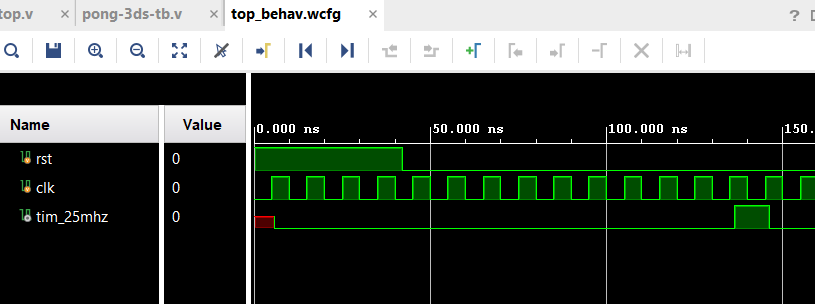 top.v × pong-3ds-tb.v × top_behav.wcfg ×
?
Name Value
0.000 ns 50.000 ns 100.000 ns 150.
rst 0
clk 0
tim_25mhz 0